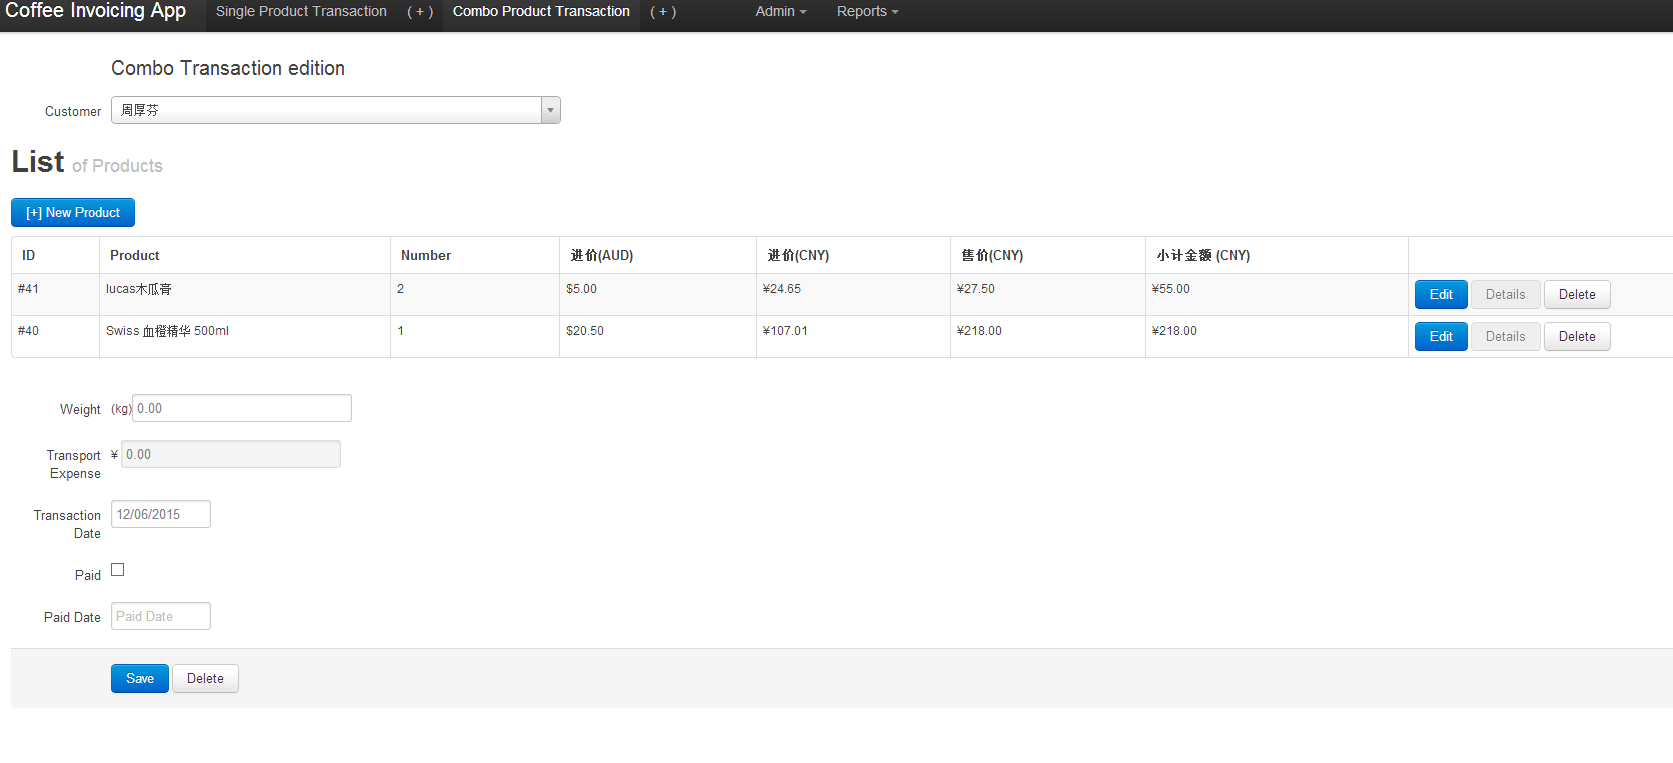 Coffee Invoicing App Single Product Transaction ( + ) Combo Product Transaction ( + ) Admin Reports
Combo Transaction edition
Customer 周厚芬
List of Products
[+] New Product
ID Product Number 进价(AUD) 进价(CNY) 售价(CNY) 小计金额 (CNY)
#41 lucas木瓜膏 2 $5.00 ¥24.65 ¥27.50 ¥55.00 Edit Details Delete
#40 Swiss 血橙精华 500ml 1 $20.50 ¥107.01 ¥218.00 ¥218.00 Edit Details Delete
Weight (kg) 0.00
Transport Expense ¥ 0.00
Transaction Date 12/06/2015
Paid
Paid Date Paid Date
Save Delete